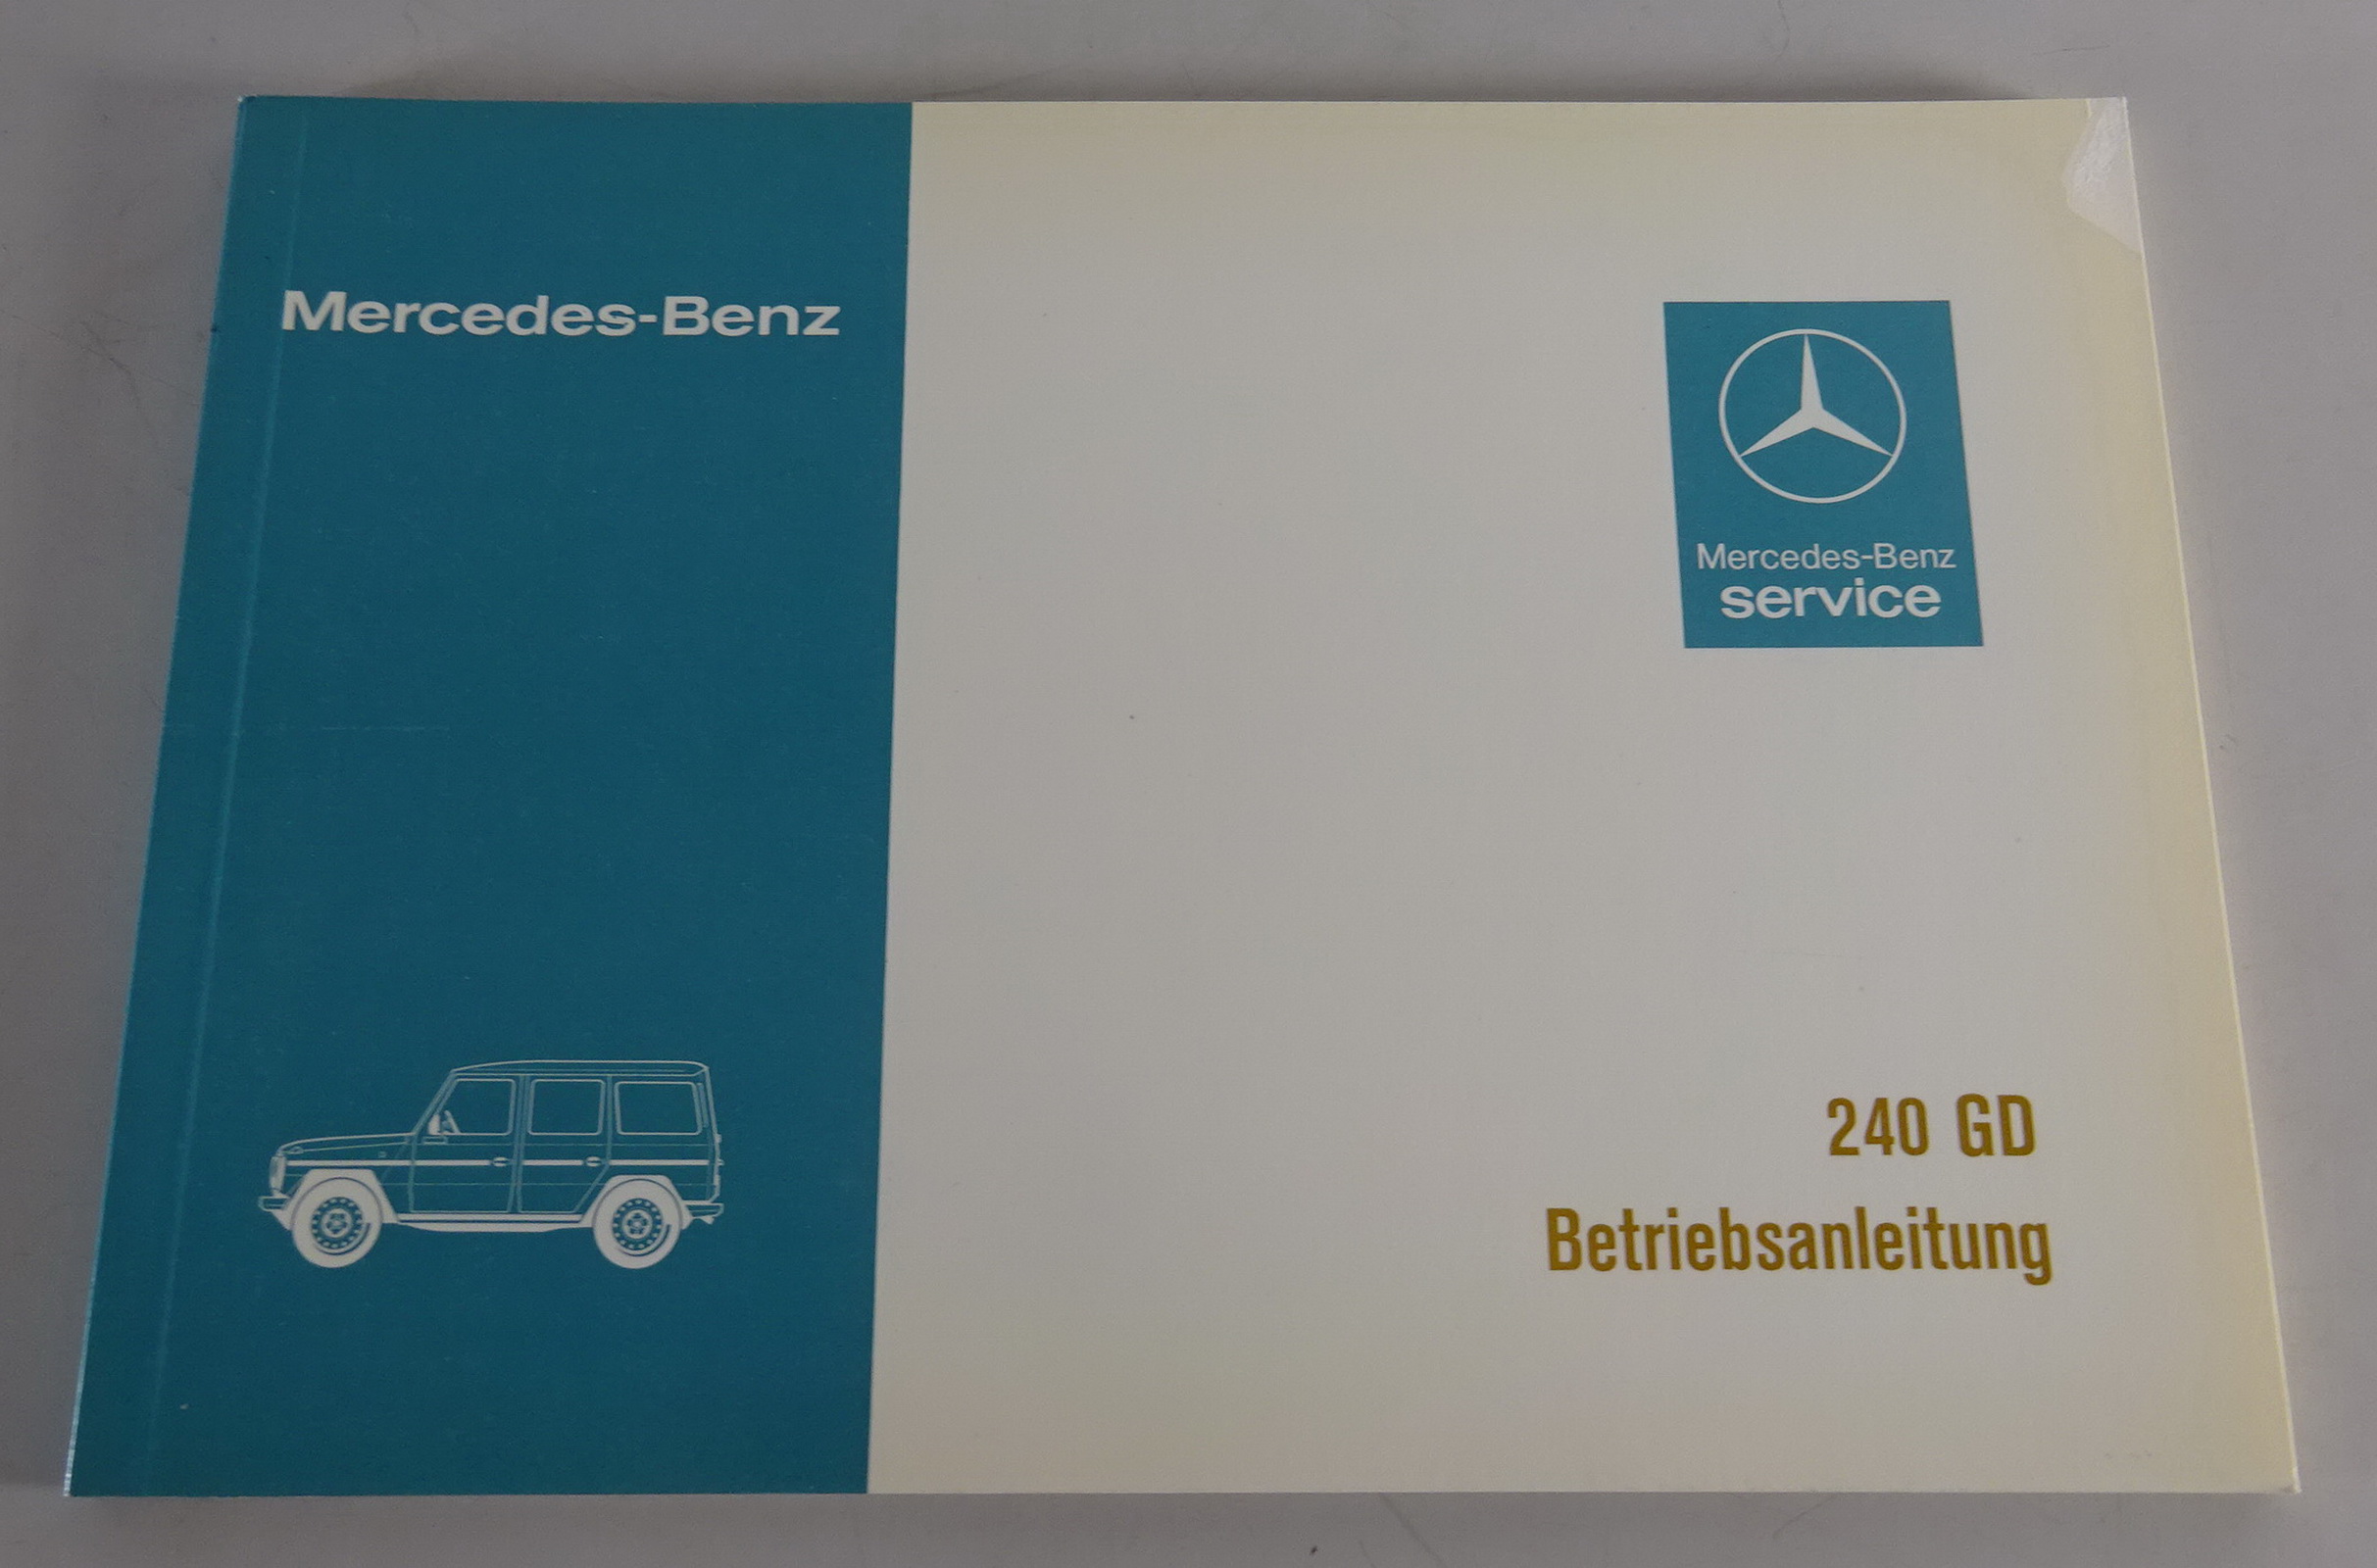 Mercedes-Benz
Mercedes-Benz
service
240 GD
Betriebsanleitung